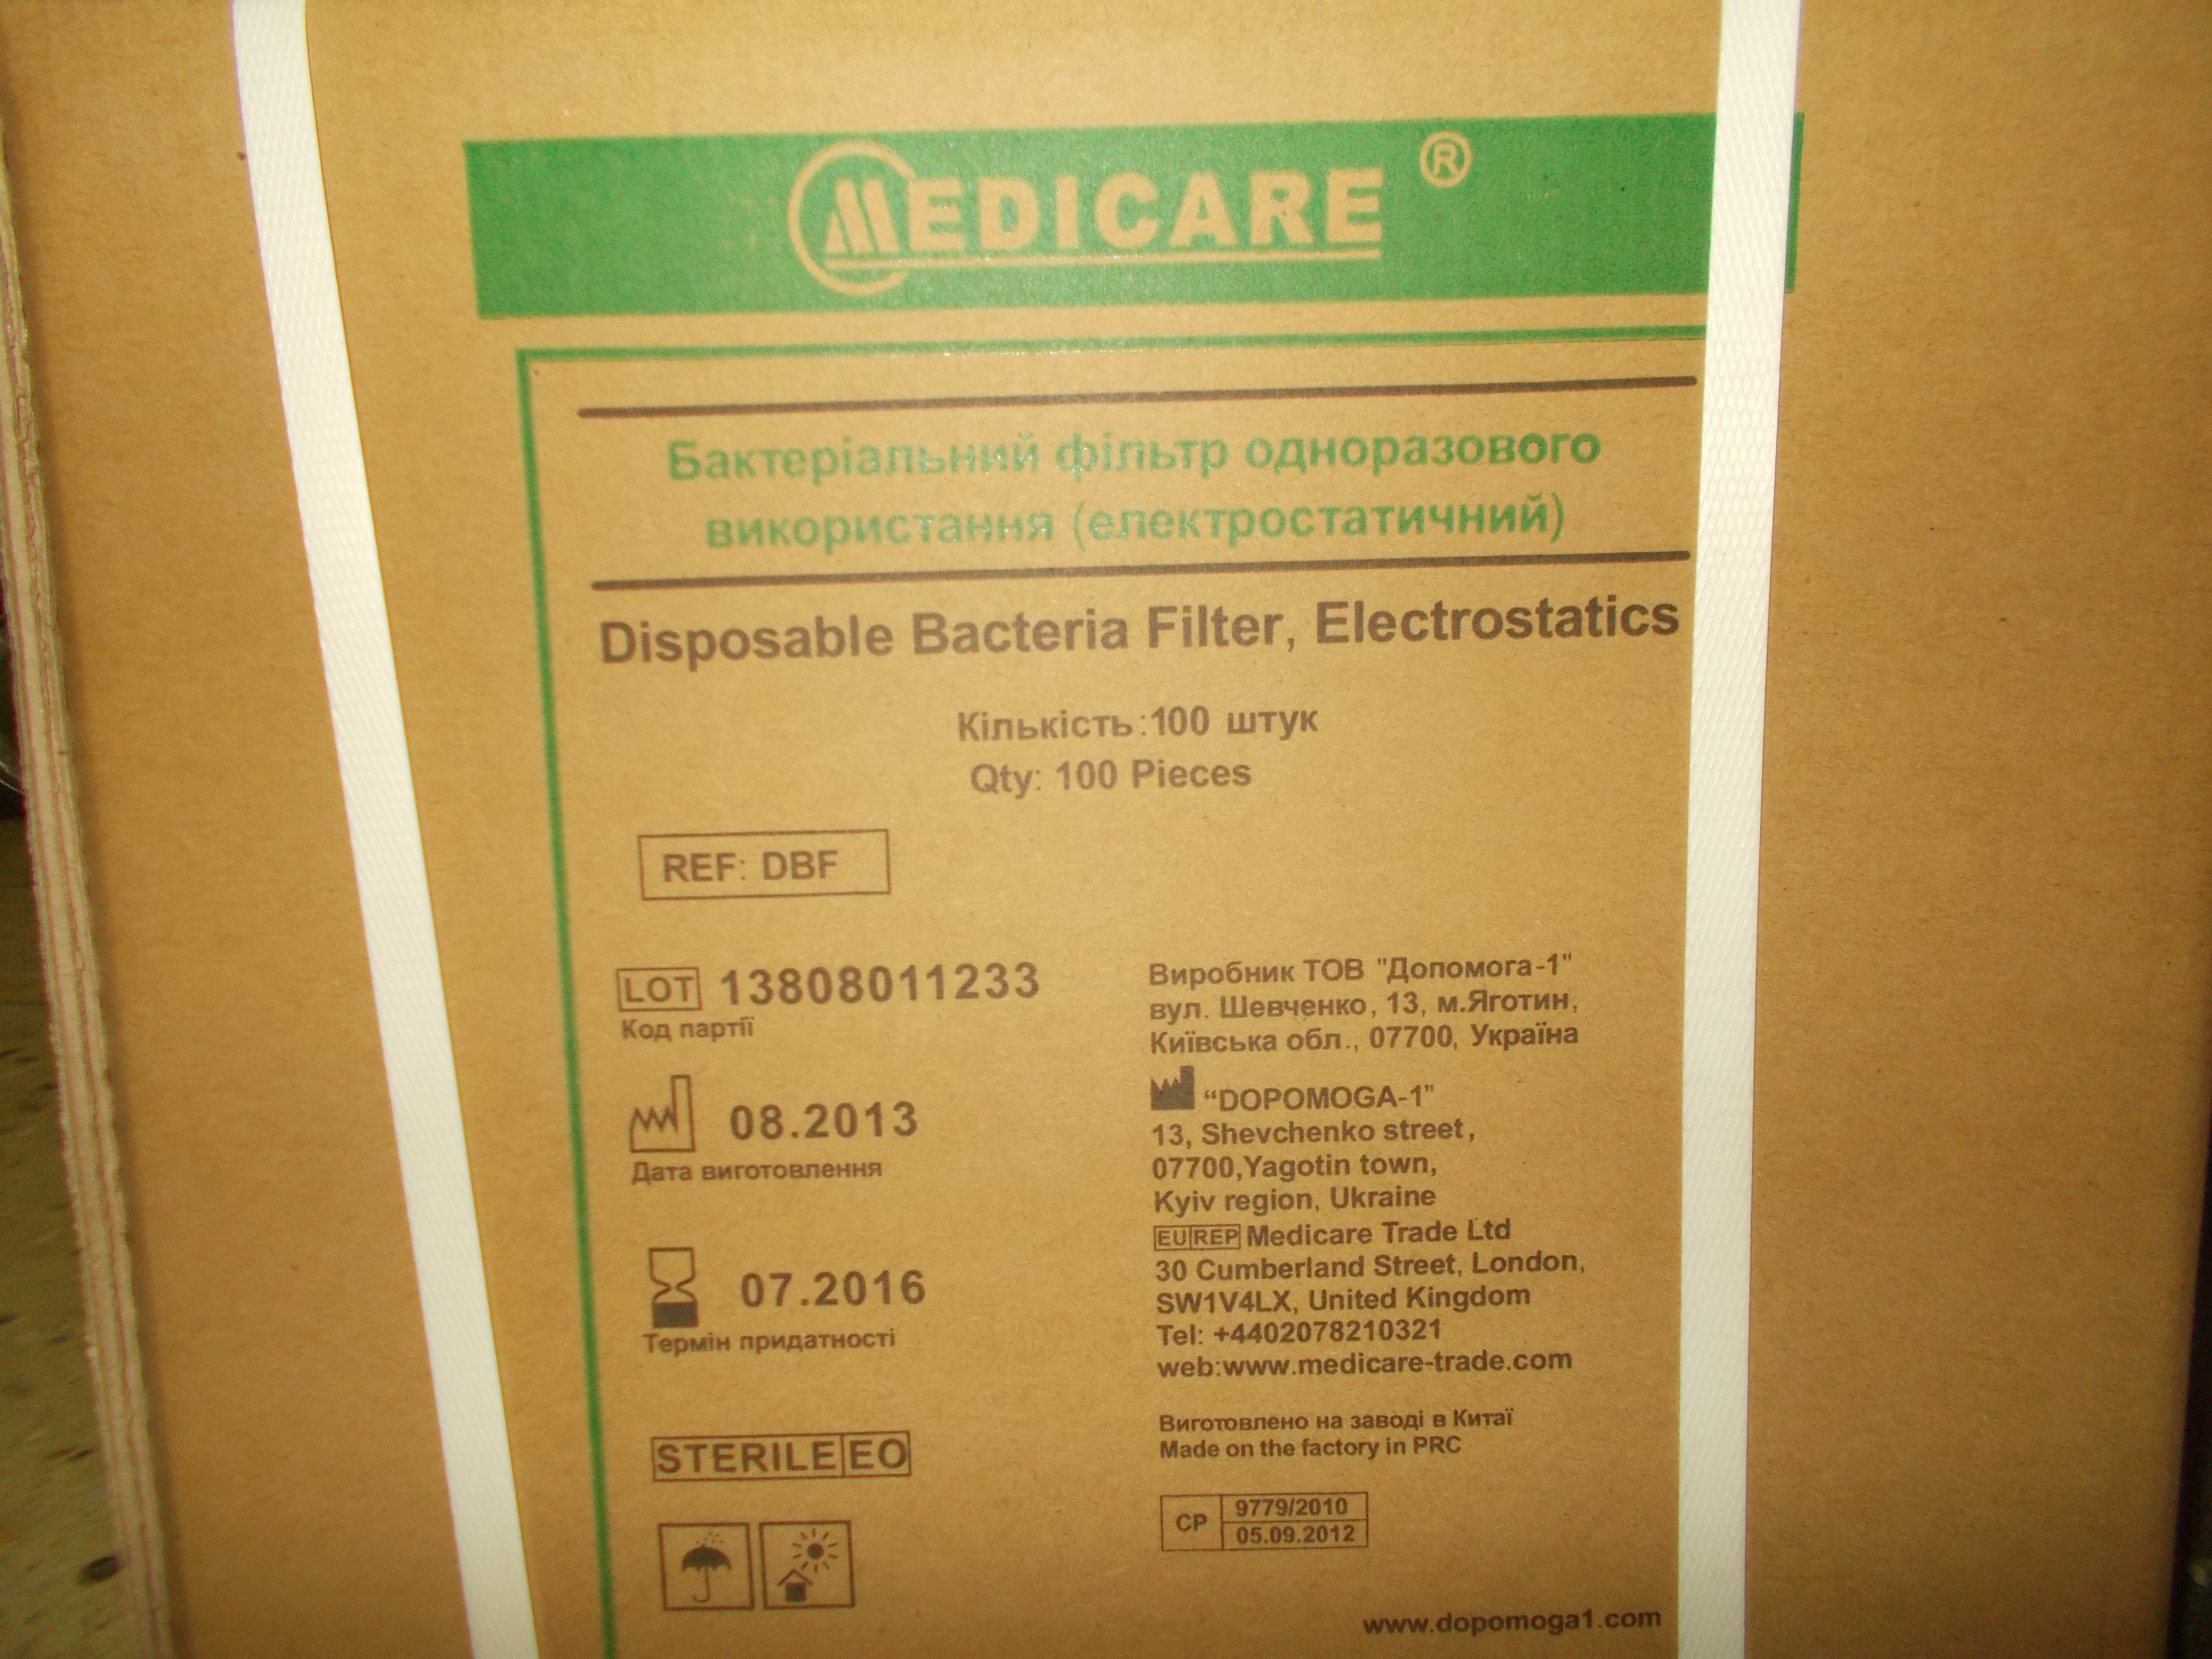 MEDICARE ®
Бактеріальний фільтр одноразового
використання (електростатичний)
Disposable Bacteria Filter, Electrostatics
Кількість:100 штук
Qty: 100 Pieces
REF: DBF
LOT 13808011233
Код партії
08.2013
Дата виготовлення
07.2016
Термін придатності
STERILE EO
Виробник ТОВ "Допомога-1"
вул. Шевченко, 13, м.Яготин,
Київська обл., 07700, Україна
“DOPOMOGA-1”
13, Shevchenko street,
07700,Yagotin town,
Kyiv region, Ukraine
EU REP Medicare Trade Ltd
30 Cumberland Street, London,
SW1V4LX, United Kingdom
Tel: +4402078210321
web:www.medicare-trade.com
Виготовлено на заводі в Китаї
Made on the factory in PRC
СР 9779/2010
05.09.2012
www.dopomoga1.com